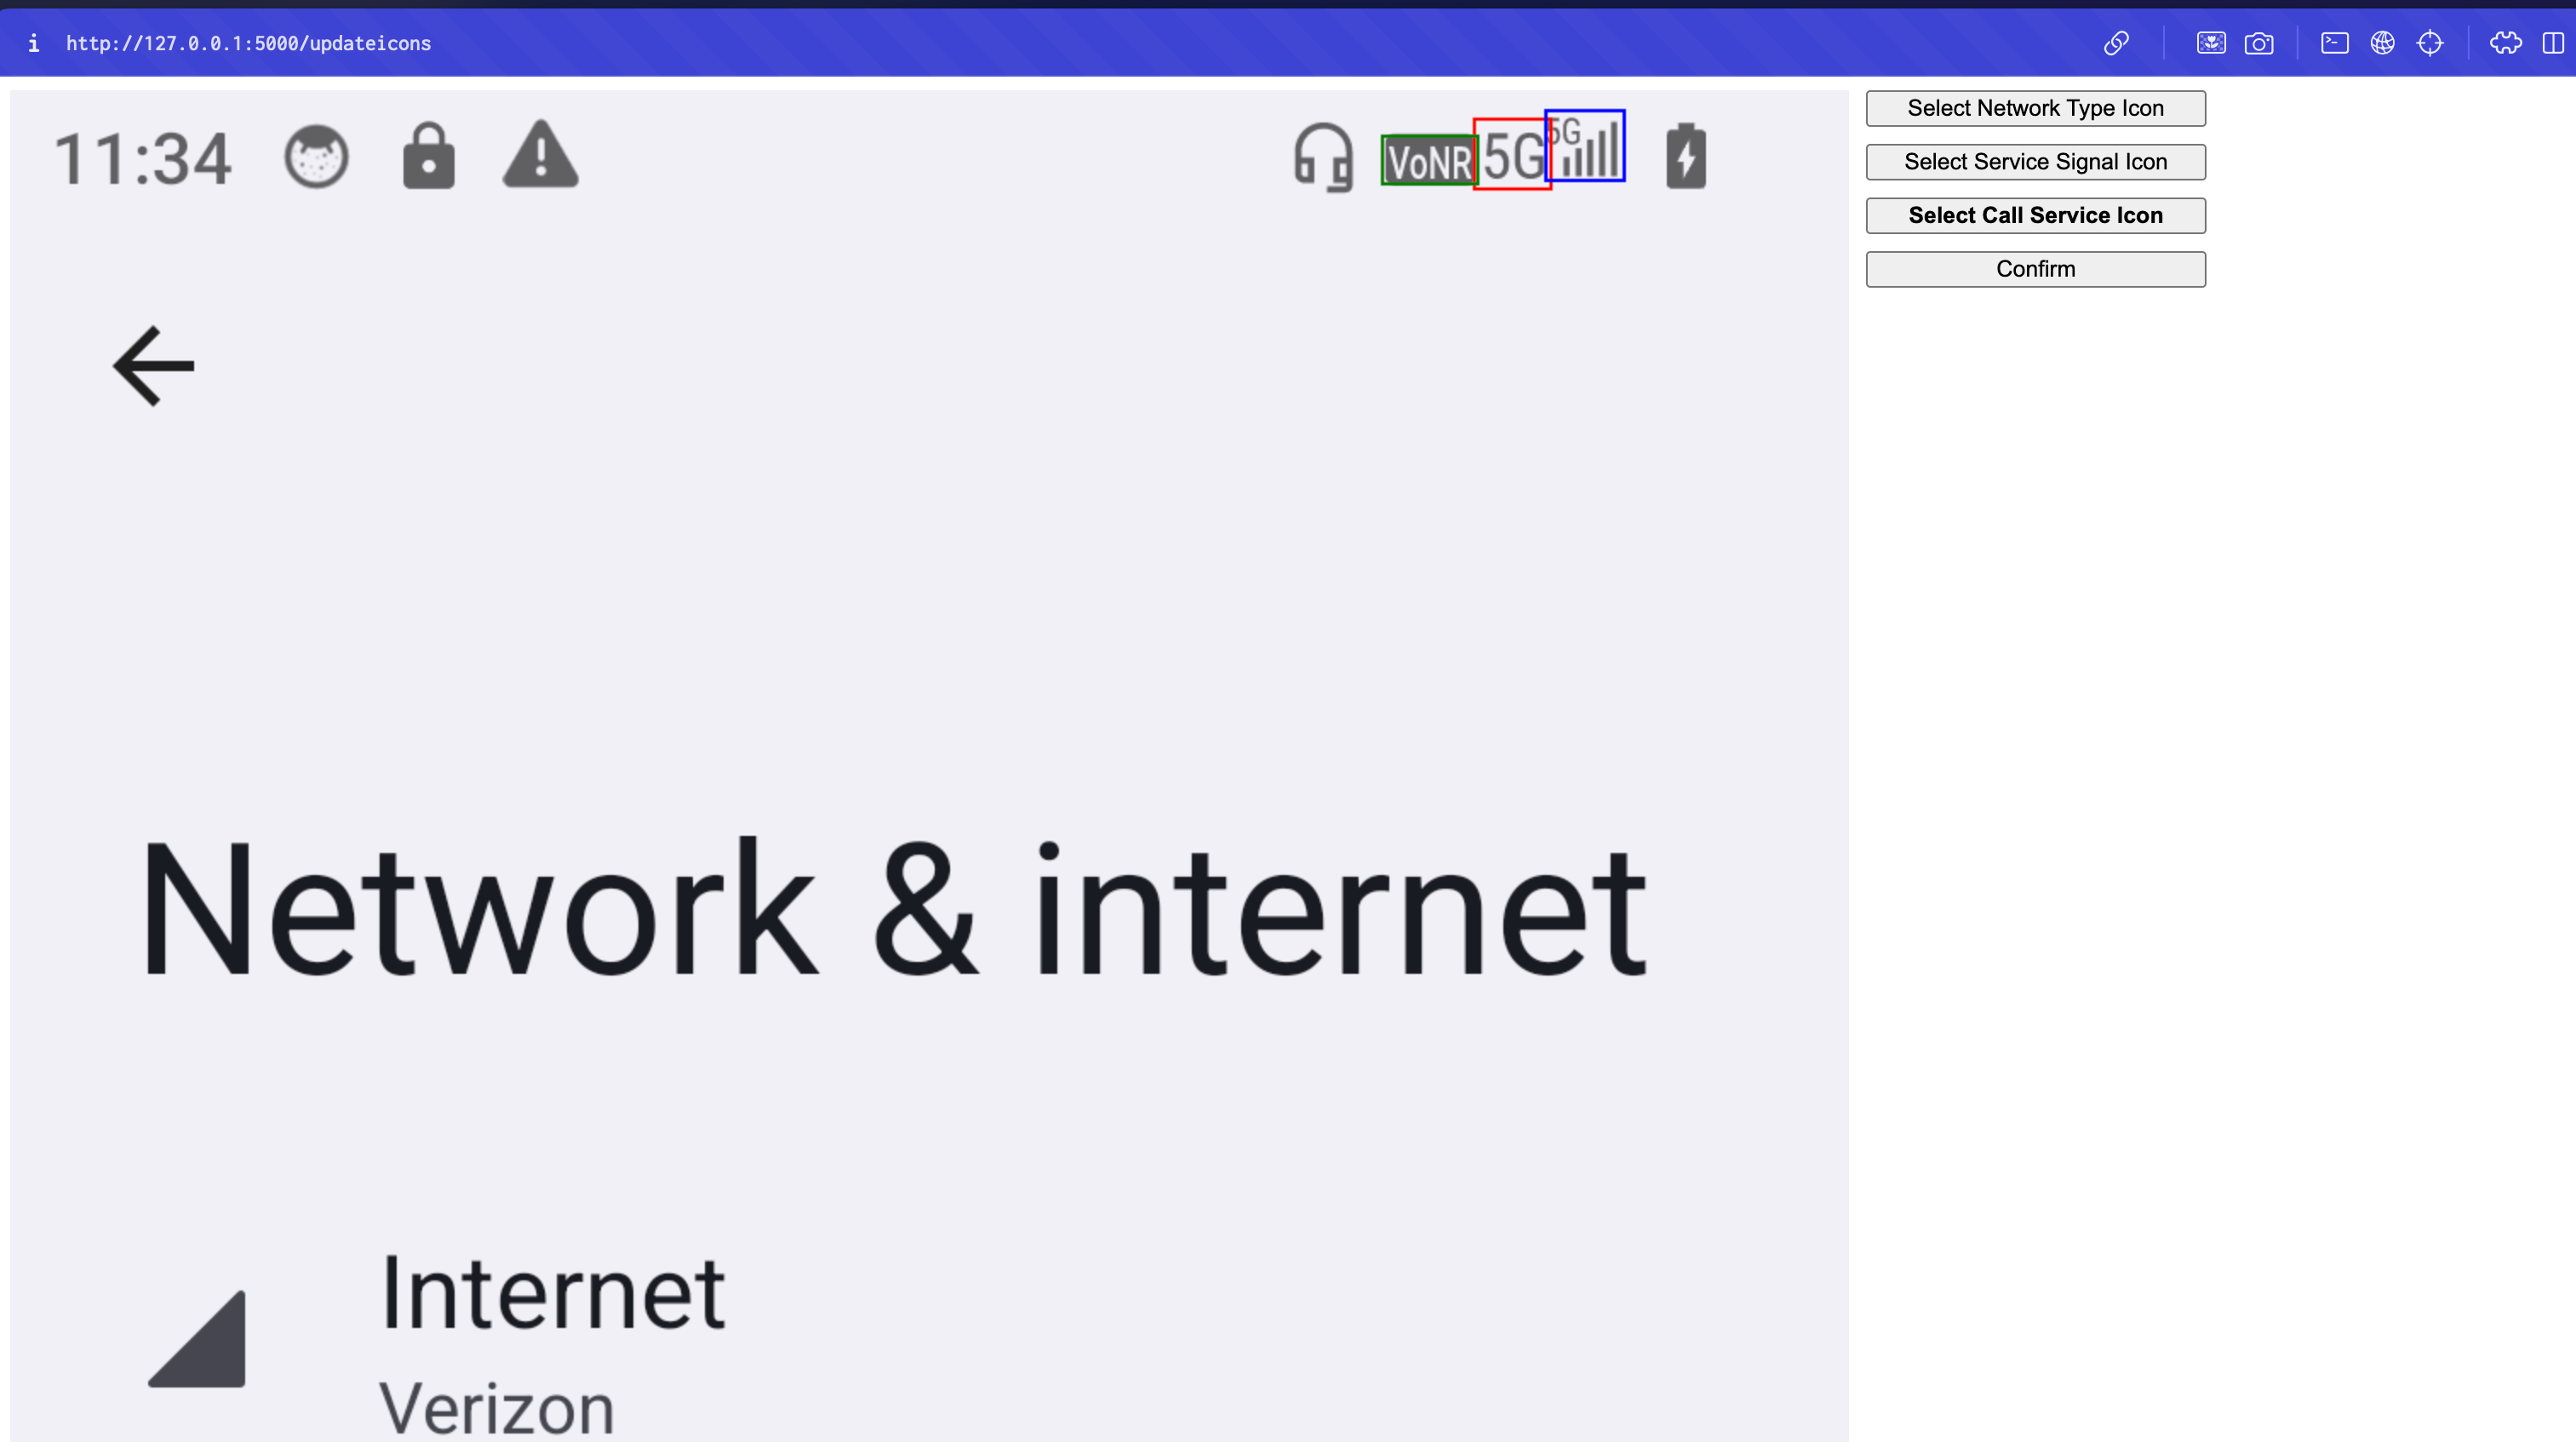 http://127.0.0.1:5000/updateicons
11:34 VoNR 5G 5G
Select Network Type Icon
Select Service Signal Icon
Select Call Service Icon
Confirm
Network & internet
Internet
Verizon